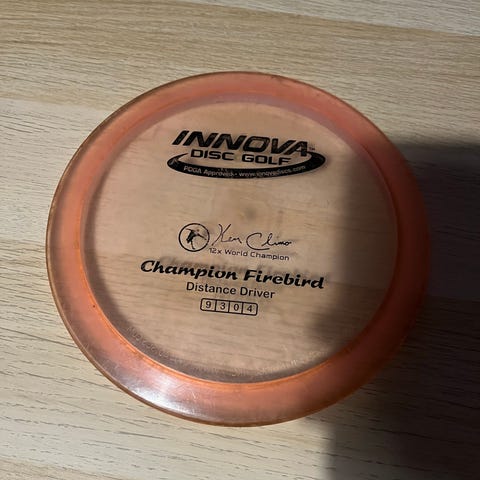 INNOVA
DISC GOLF
PDGA Approved • www.innovadiscs.com
Ken Climo
12x World Champion
Champion Firebird
Distance Driver
9 3 0 4